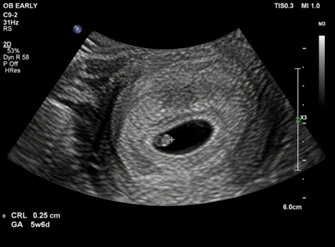 OB EARLY
C9-2
31Hz
RS
2D
53%
Dyn R 58
P Off
HRes
TIS0.3 MI 1.0
M3
X3
6.0cm
+ CRL 0.25 cm
GA 5w6d